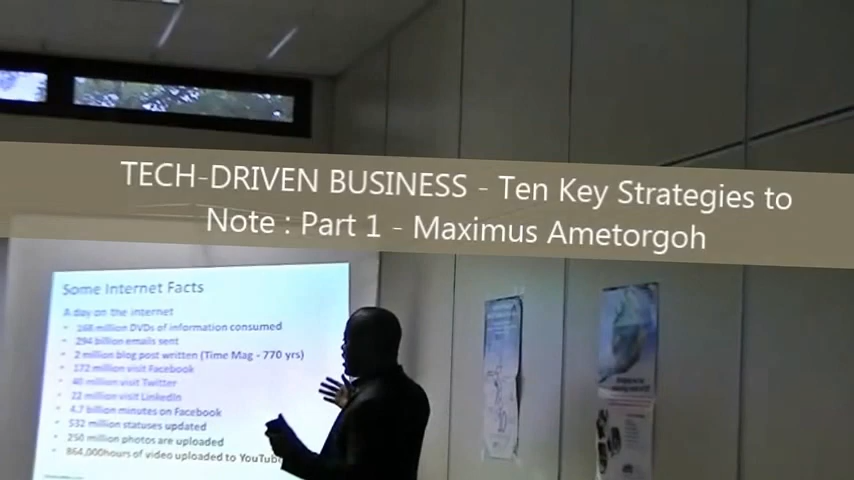 TECH-DRIVEN BUSINESS - Ten Key Strategies to
Note : Part 1 - Maximus Ametorgoh
Some Internet Facts
A day on the internet
• 168 million DVDs of information consumed
• 294 billion emails sent
• 2 million blog post written (Time Mag - 770 yrs)
• 172 million visit Facebook
• 40 million visit Twitter
• 22 million visit LinkedIn
• 4.7 billion minutes on Facebook
• 532 million statuses updated
• 250 million photos are uploaded
• 864,000hours of video uploaded to YouTube